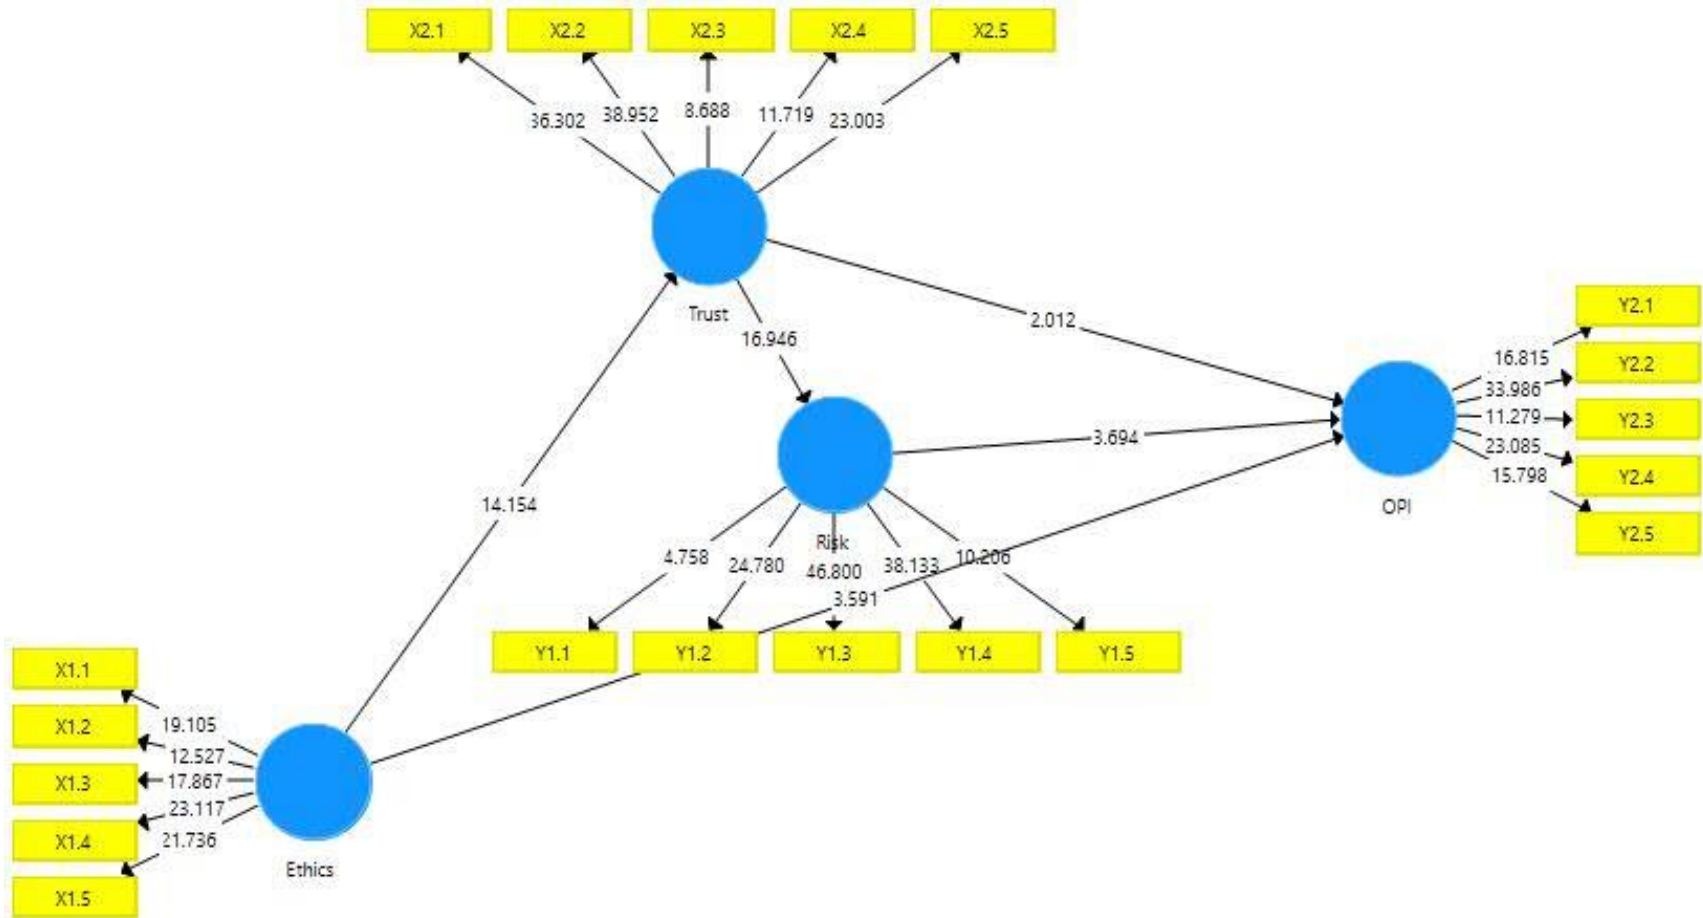 X2.1
X2.2
X2.3
X2.4
X2.5
36.302
38.952
8.688
11.719
23.003
Trust
16.946
2.012
14.154
3.694
3.591
Risk
4.758
24.780
46.800
38.133
10.206
Y1.1
Y1.2
Y1.3
Y1.4
Y1.5
Y2.1
Y2.2
Y2.3
Y2.4
Y2.5
16.815
33.986
11.279
23.085
15.798
OPI
X1.1
X1.2
X1.3
X1.4
X1.5
19.105
12.527
17.867
23.117
21.736
Ethics